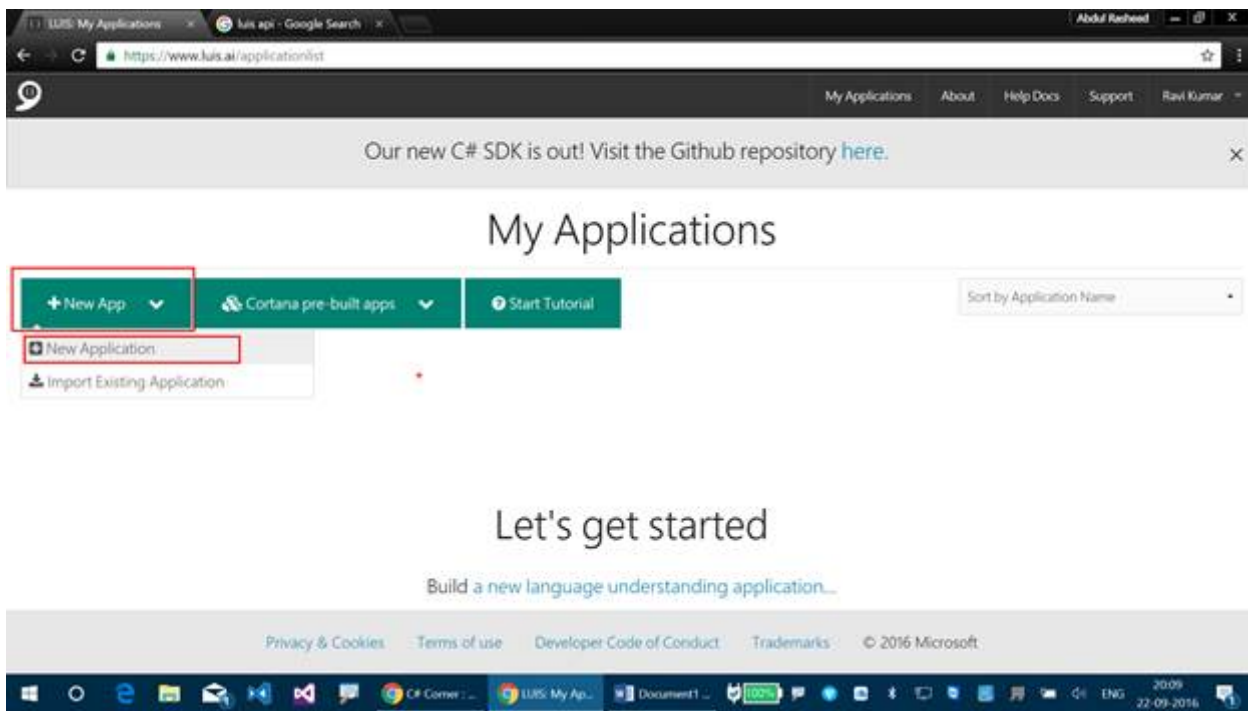 LUIS: My Applications
luis api - Google Search
Abdul Rasheed
https://www.luis.ai/applicationlist
My Applications About Help Docs Support Ravi Kumar
Our new C# SDK is out! Visit the Github repository here.
My Applications
New App
Cortana pre-built apps
Start Tutorial
Sort by Application Name
New Application
Import Existing Application
Let's get started
Build a new language understanding application...
Privacy & Cookies Terms of use Developer Code of Conduct Trademarks © 2016 Microsoft
C# Corner : ...
LUIS: My Ap...
Document1 ...
100%
ENG
20:09
22-09-2016